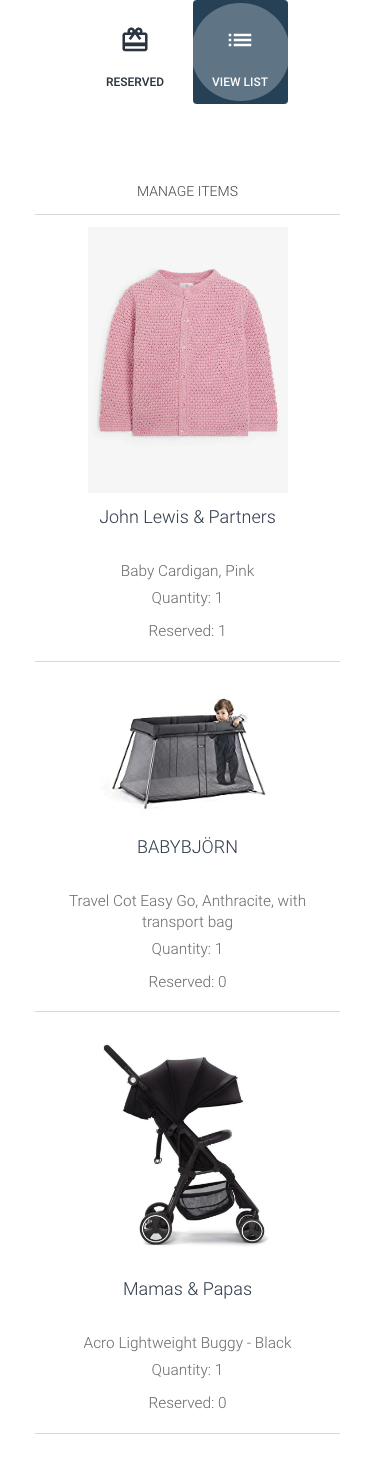 RESERVED
VIEW LIST
MANAGE ITEMS
John Lewis & Partners
Baby Cardigan, Pink
Quantity: 1
Reserved: 1
BABYBJÖRN
Travel Cot Easy Go, Anthracite, with
transport bag
Quantity: 1
Reserved: 0
Mamas & Papas
Acro Lightweight Buggy - Black
Quantity: 1
Reserved: 0